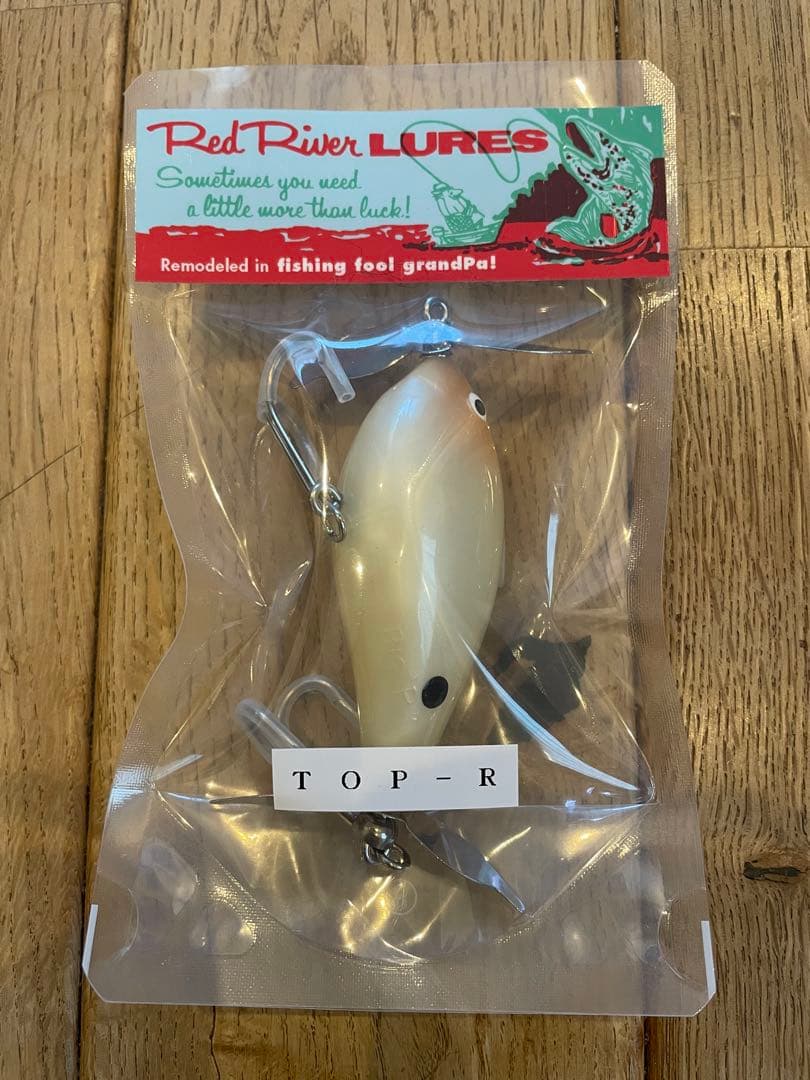 Red River LURES
Sometimes you need
a little more than luck!
Remodeled in fishing fool grandPa!
TOP-R